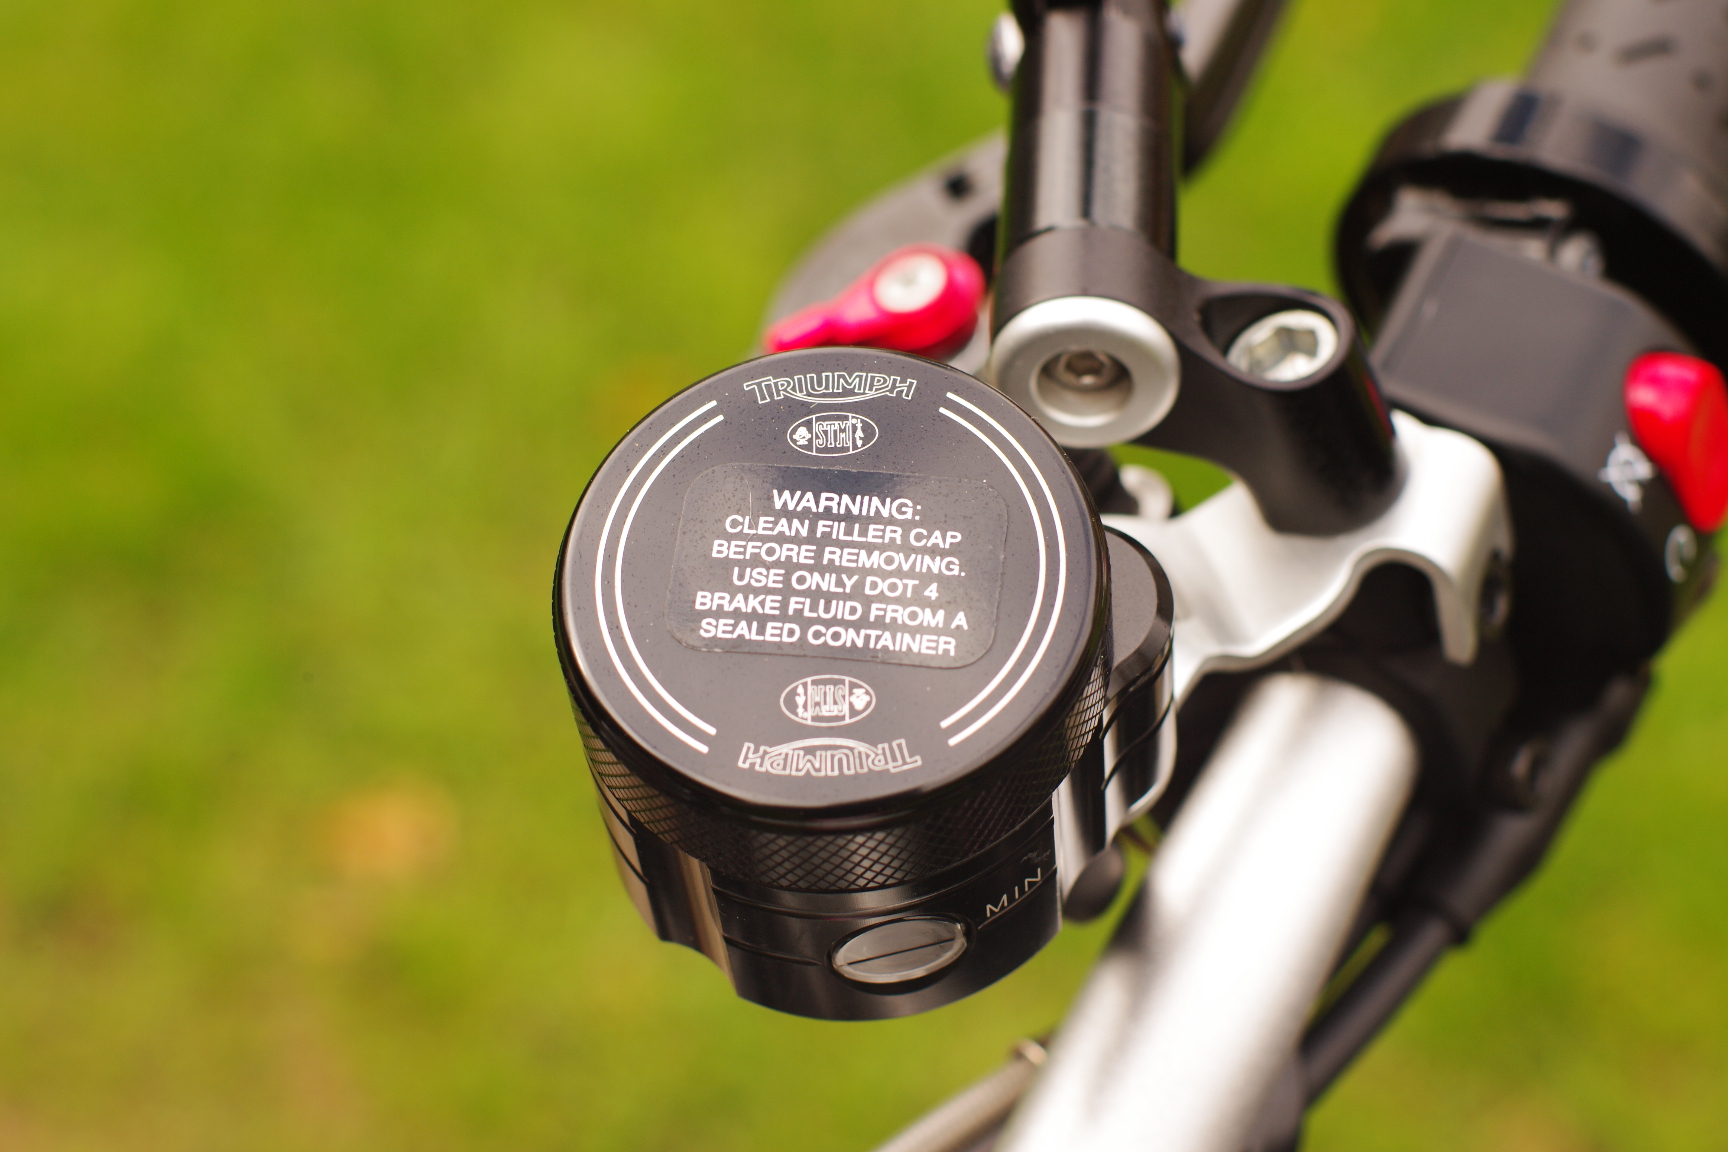 TRIUMPH
STM
WARNING:
CLEAN FILLER CAP
BEFORE REMOVING.
USE ONLY DOT 4
BRAKE FLUID FROM A
SEALED CONTAINER
STM
TRIUMPH
MIN